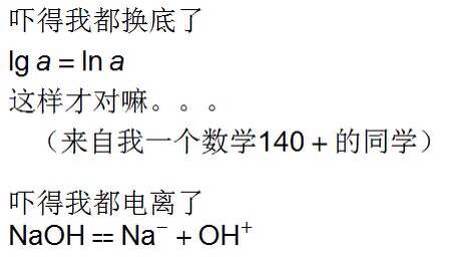 吓得我都换底了
lg a = ln a
这样才对嘛。。。
（来自我一个数学140＋的同学）
吓得我都电离了
NaOH == Na⁻ + OH⁺